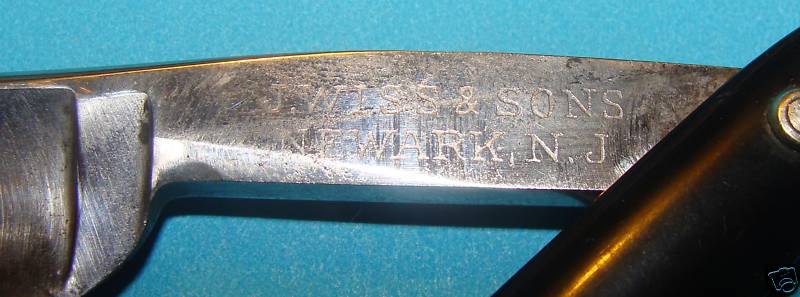 J. WISS & SONS
NEWARK, N. J